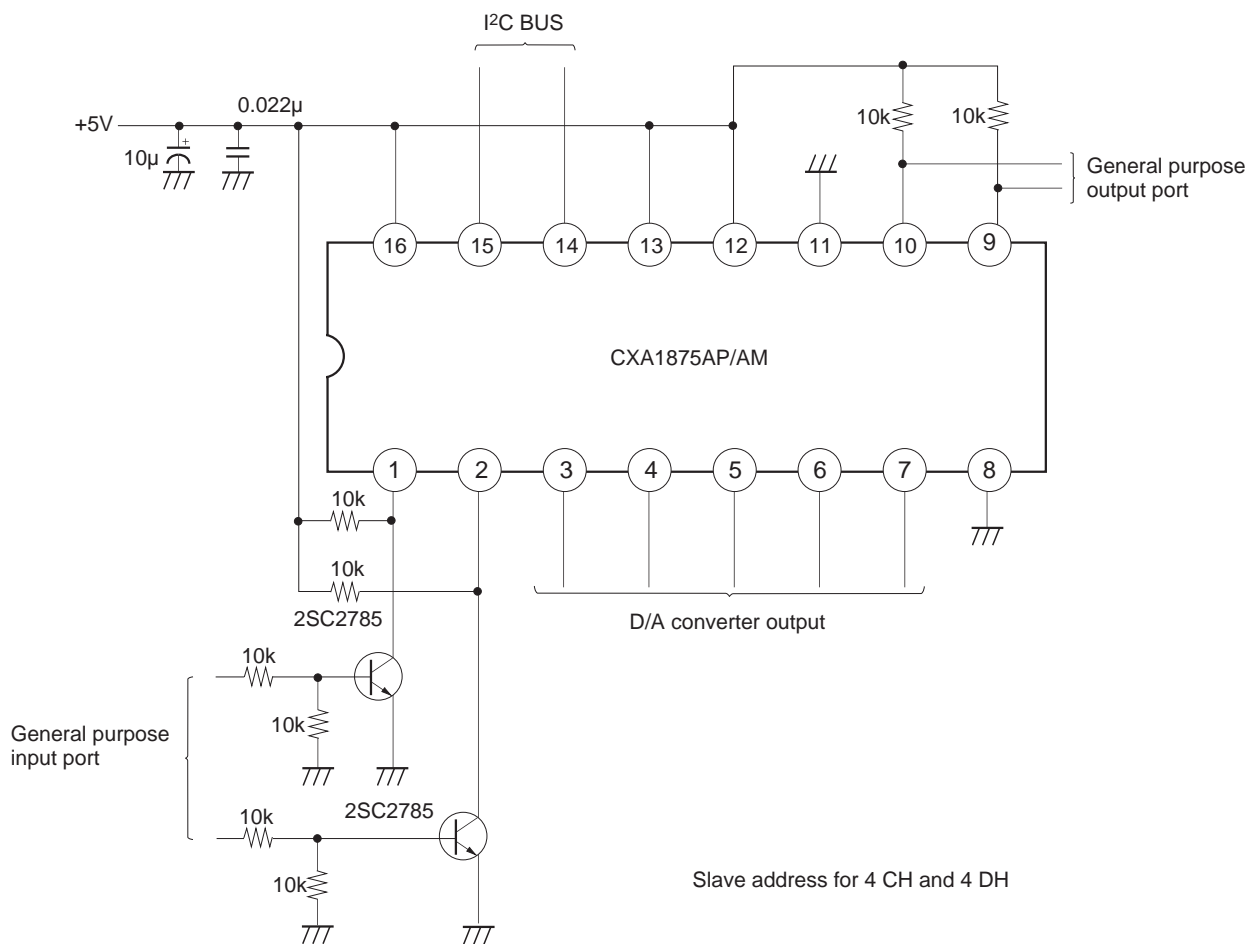 I²C BUS
0.022µ
+5V
10µ
+
10k
10k
General purpose
output port
16
15
14
13
12
11
10
9
CXA1875AP/AM
1
2
3
4
5
6
7
8
10k
10k
2SC2785
D/A converter output
10k
10k
General purpose
input port
2SC2785
10k
10k
Slave address for 4 CH and 4 DH